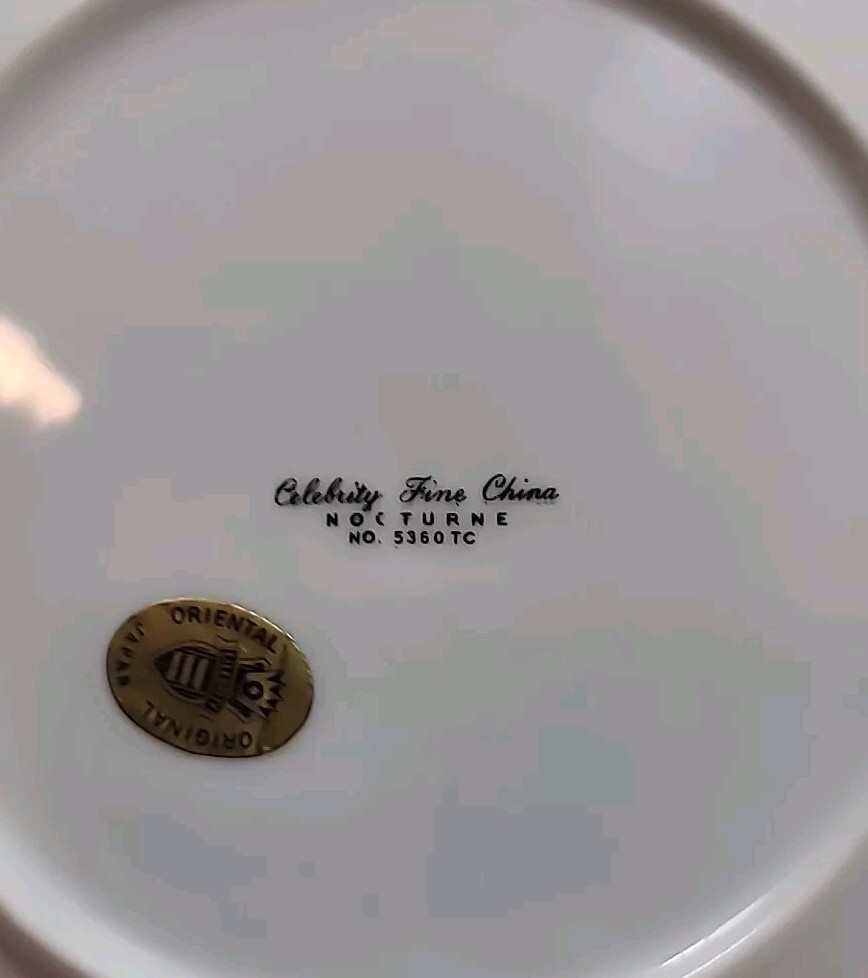 Celebrity Fine China
NOCTURNE
NO. 5360 TC
ORIENTAL
JAPAN
ORIGINAL